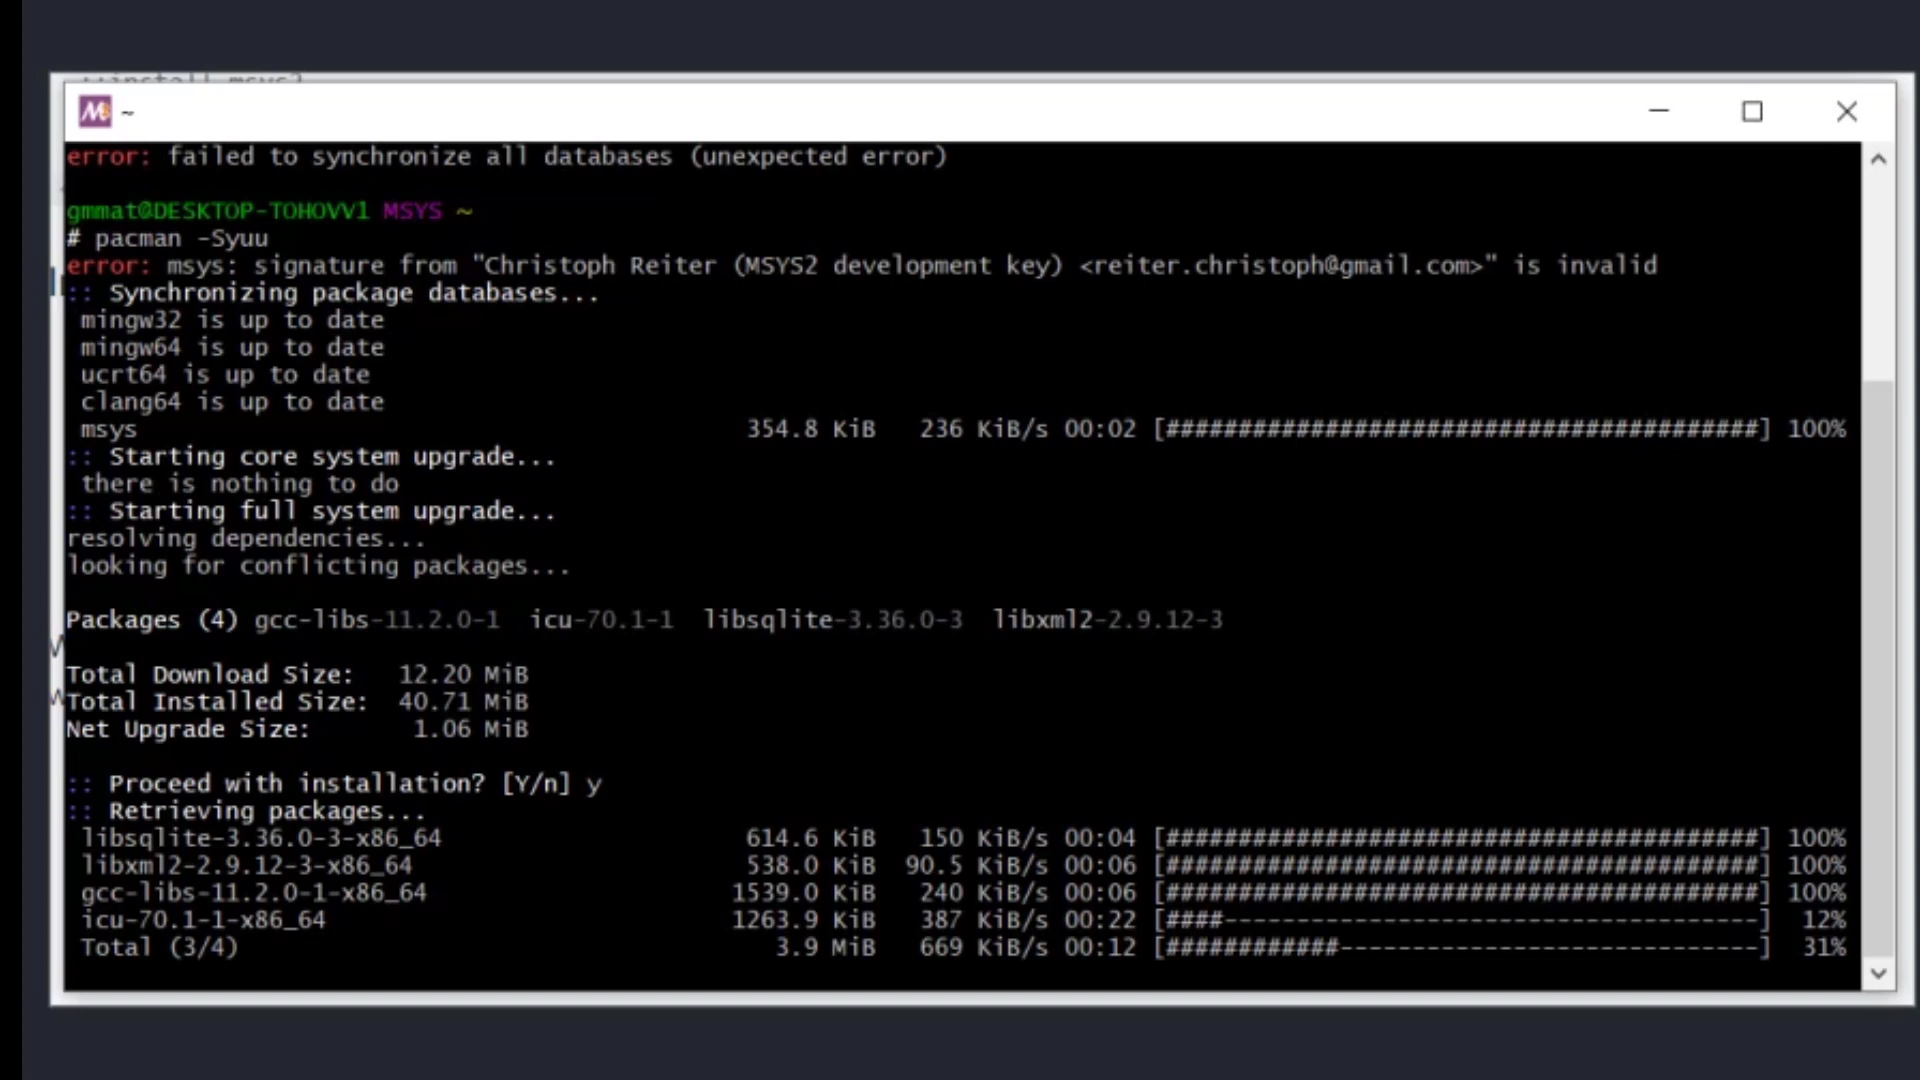 ::install msys2
~
error: failed to synchronize all databases (unexpected error)
gmmat@DESKTOP-TOHOVV1 MSYS ~
# pacman -Syuu
error: msys: signature from "Christoph Reiter (MSYS2 development key) <reiter.christoph@gmail.com>" is invalid
:: Synchronizing package databases...
mingw32 is up to date
mingw64 is up to date
ucrt64 is up to date
clang64 is up to date
msys 354.8 KiB 236 KiB/s 00:02 [#########################################] 100%
:: Starting core system upgrade...
there is nothing to do
:: Starting full system upgrade...
resolving dependencies...
looking for conflicting packages...
Packages (4) gcc-libs-11.2.0-1 icu-70.1-1 libsqlite-3.36.0-3 libxml2-2.9.12-3
Total Download Size: 12.20 MiB
Total Installed Size: 40.71 MiB
Net Upgrade Size: 1.06 MiB
:: Proceed with installation? [Y/n] y
:: Retrieving packages...
libsqlite-3.36.0-3-x86_64 614.6 KiB 150 KiB/s 00:04 [#########################################] 100%
libxml2-2.9.12-3-x86_64 538.0 KiB 90.5 KiB/s 00:06 [#########################################] 100%
gcc-libs-11.2.0-1-x86_64 1539.0 KiB 240 KiB/s 00:06 [#########################################] 100%
icu-70.1-1-x86_64 1263.9 KiB 387 KiB/s 00:22 [####-------------------------------------] 12%
Total (3/4) 3.9 MiB 669 KiB/s 00:12 [############-----------------------------] 31%